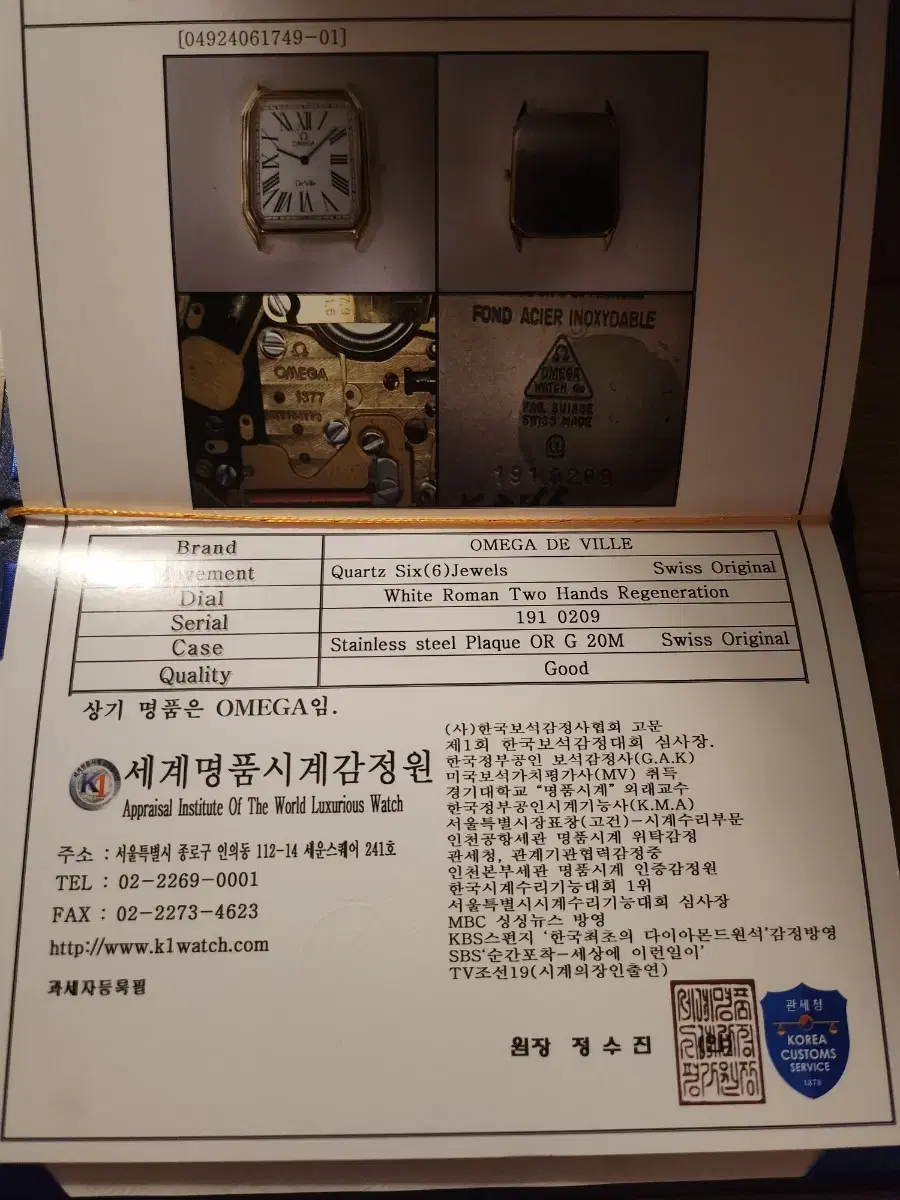 [04924061749-01]
XII
Ω
OMEGA
De Ville
FOND ACIER INOXYDABLE
Ω
OMEGA
WATCH Co
FAB. SUISSE
SWISS MADE
191.0209
Ω
OMEGA
1377
Brand OMEGA DE VILLE
vement Quartz Six(6)Jewels Swiss Original
Dial White Roman Two Hands Regeneration
Serial 191 0209
Case Stainless steel Plaque OR G 20M Swiss Original
Quality Good
상기 명품은 OMEGA임.
K1 세계명품시계감정원
Appraisal Institute Of The World Luxurious Watch
주소 : 서울특별시 종로구 인의동 112-14 세운스퀘어 241호
TEL : 02-2269-0001
FAX : 02-2273-4623
http://www.k1watch.com
과세자등록필
(사)한국보석감정사협회 고문
제1회 한국보석감정대회 심사장.
한국정부공인 보석감정사(G.A.K)
미국보석가치평가사(MV) 취득
경기대학교 “명품시계” 외래교수
한국정부공인시계기능사(K.M.A)
서울특별시장표창(고건)-시계수리부문
인천공항세관 명품시계 위탁감정
관세청, 관계기관협력감정중
인천본부세관 명품시계 인증감정원
한국시계수리기능대회 1위
서울특별시시계수리기능대회 심사장
MBC 싱싱뉴스 방영
KBS스펀지 ‘한국최초의 다이아몬드원석’감정방영
SBS‘순간포착-세상에 이런일이’
TV조선19(시계의장인출연)
원장 정수진
관세청
KOREA
CUSTOMS
SERVICE
1878